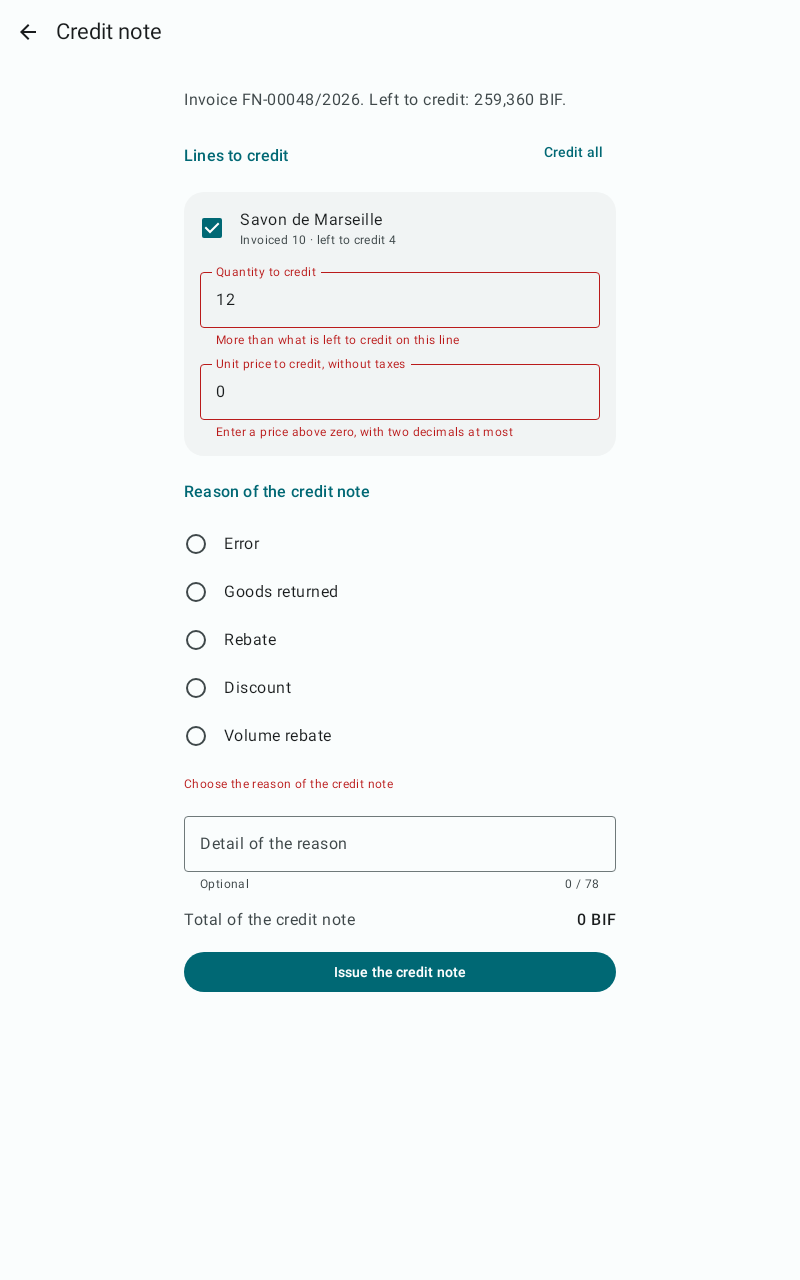 Credit note
Invoice FN-00048/2026. Left to credit: 259,360 BIF.
Lines to credit
Credit all
Savon de Marseille
Invoiced 10 · left to credit 4
Quantity to credit
12
More than what is left to credit on this line
Unit price to credit, without taxes
0
Enter a price above zero, with two decimals at most
Reason of the credit note
Error
Goods returned
Rebate
Discount
Volume rebate
Choose the reason of the credit note
Detail of the reason
Optional
0 / 78
Total of the credit note
0 BIF
Issue the credit note